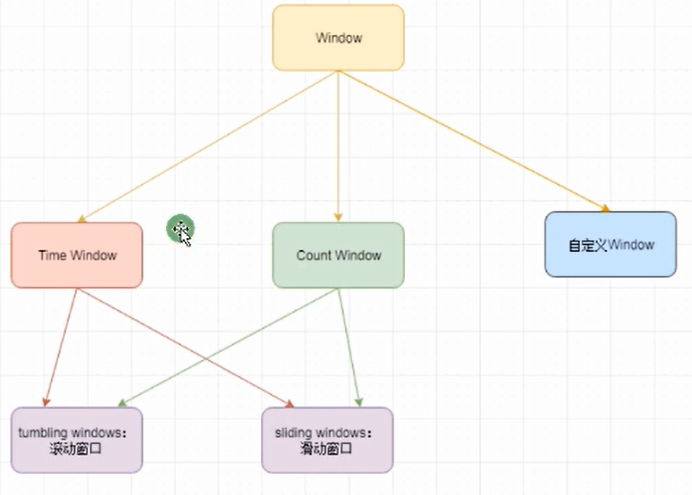 Window
Time Window
Count Window
自定义Window
tumbling windows：
滚动窗口
sliding windows：
滑动窗口